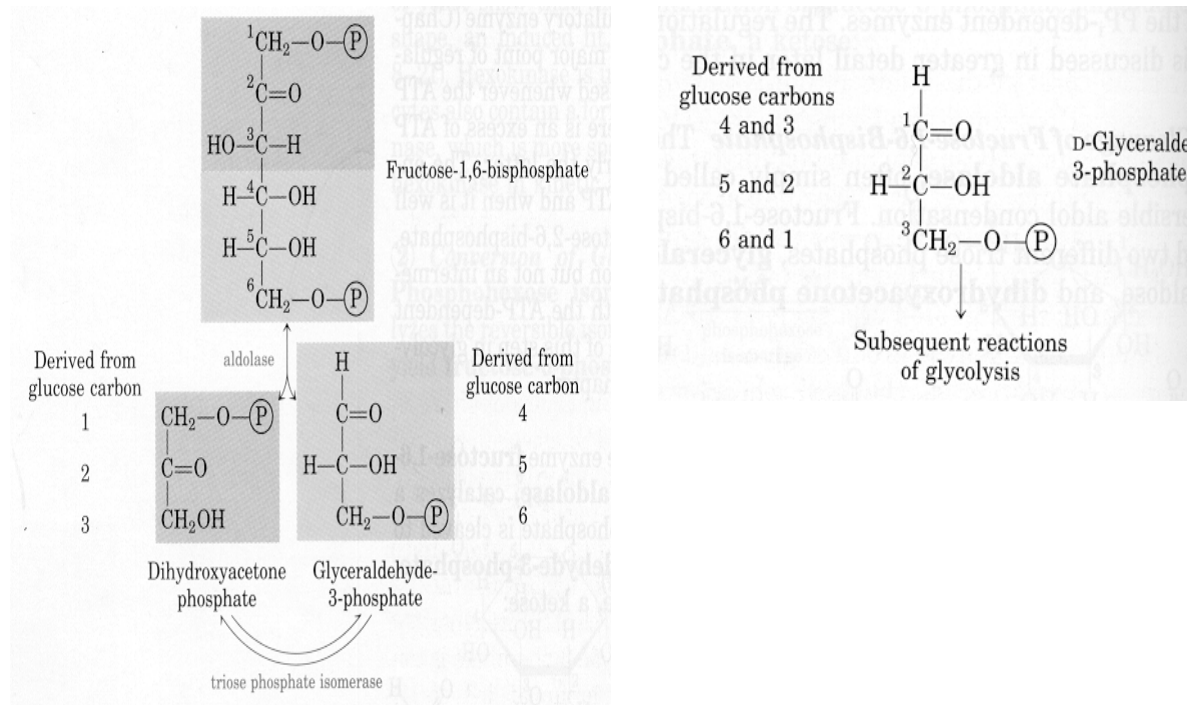 1CH2—O—P
2C=O
HO—3C—H
H—4C—OH
H—5C—OH
6CH2—O—P
Fructose-1,6-bisphosphate
aldolase
Derived from
glucose carbon
1
2
3
CH2—O—P
C=O
CH2OH
H
C=O
H—C—OH
CH2—O—P
Derived from
glucose carbon
4
5
6
Dihydroxyacetone
phosphate
Glyceraldehyde-
3-phosphate
triose phosphate isomerase
Derived from
glucose carbons
4 and 3
5 and 2
6 and 1
H
1C=O
H—2C—OH
3CH2—O—P
D-Glyceralde
3-phosphate
Subsequent reactions
of glycolysis